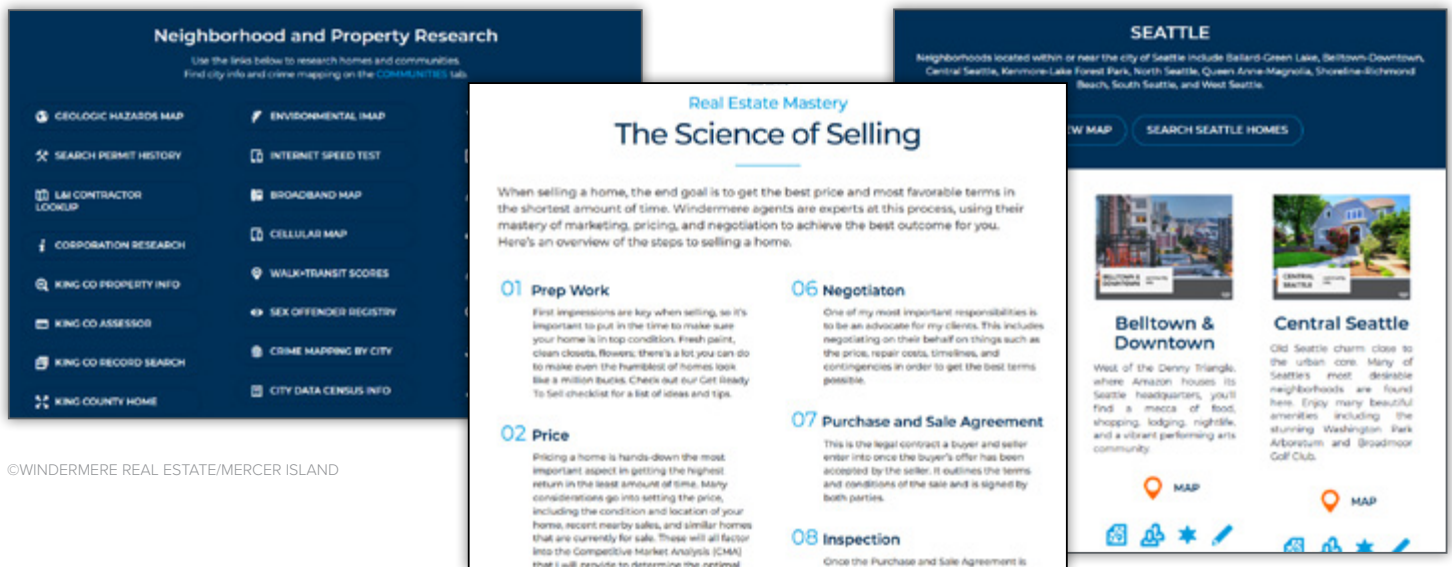 Neighborhood and Property Research
Use the links below to research homes and communities.
Find city info and crime mapping on the COMMUNITIES tab.
GEOLOGIC HAZARDS MAP
SEARCH PERMIT HISTORY
L&I CONTRACTOR
LOOKUP
CORPORATION RESEARCH
KING CO PROPERTY INFO
KING CO ASSESSOR
KING CO RECORD SEARCH
KING COUNTY HOME
ENVIRONMENTAL IMAP
INTERNET SPEED TEST
BROADBAND MAP
CELLULAR MAP
WALK+TRANSIT SCORES
SEX OFFENDER REGISTRY
CRIME MAPPING BY CITY
CITY DATA CENSUS INFO
©WINDERMERE REAL ESTATE/MERCER ISLAND
Real Estate Mastery
The Science of Selling
When selling a home, the end goal is to get the best price and most favorable terms in
the shortest amount of time. Windermere agents are experts at this process, using their
mastery of marketing, pricing, and negotiation to achieve the best outcome for you.
Here's an overview of the steps to selling a home.
01 Prep Work
First impressions are key when selling, so it's
important to put in the time to make sure
your home is in top condition. Fresh paint,
clean closets, flowers; there's a lot you can do
to make even the humblest of homes look
like a million bucks. Check out our Get Ready
To Sell checklist for a list of ideas and tips.
02 Price
Pricing a home is hands-down the most
important aspect in getting the highest
return in the least amount of time. Many
considerations go into setting the price,
including the condition and location of your
home, recent nearby sales, and similar homes
that are currently for sale. These will all factor
into the Competitive Market Analysis (CMA)
that I will provide to determine the optimal
06 Negotiaton
One of my most important responsibilities is
to be an advocate for my clients. This includes
negotiating on their behalf on things such as
the price, repair costs, timelines, and
contingencies in order to get the best terms
possible.
07 Purchase and Sale Agreement
This is the legal contract a buyer and seller
enter into once the buyer's offer has been
accepted by the seller. It outlines the terms
and conditions of the sale and is signed by
both parties.
08 Inspection
Once the Purchase and Sale Agreement is
SEATTLE
Neighborhoods located within or near the city of Seattle include Ballard-Green Lake, Belltown-Downtown,
Central Seattle, Kenmore-Lake Forest Park, North Seattle, Queen Anne-Magnolia, Shoreline-Richmond
Beach, South Seattle, and West Seattle.
EW MAP
SEARCH SEATTLE HOMES
BELLTOWN &
DOWNTOWN
Belltown &
Downtown
West of the Denny Triangle,
where Amazon houses its
Seattle headquarters, you'll
find a mecca of food,
shopping, lodging, nightlife,
and a vibrant performing arts
community.
MAP
CENTRAL
SEATTLE
Central Seattle
Old Seattle charm close to
the urban core. Many of
Seattle's most desirable
neighborhoods are found
here. Enjoy many beautiful
amenities including the
stunning Washington Park
Arboretum and Broadmoor
Golf Club.
MAP